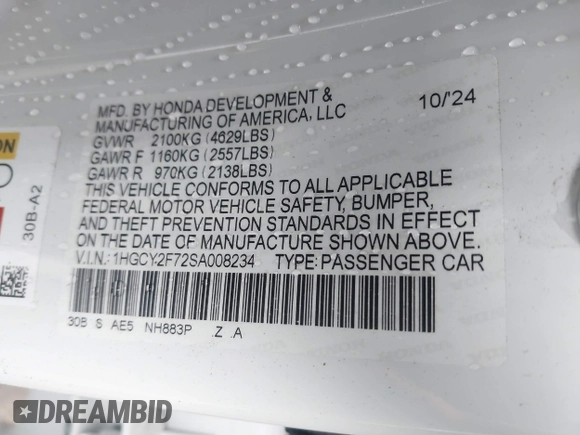 MFD. BY HONDA DEVELOPMENT &
MANUFACTURING OF AMERICA, LLC 10/'24
GVWR 2100KG (4629LBS)
GAWR F 1160KG (2557LBS)
GAWR R 970KG (2138LBS)
THIS VEHICLE CONFORMS TO ALL APPLICABLE
FEDERAL MOTOR VEHICLE SAFETY, BUMPER,
AND THEFT PREVENTION STANDARDS IN EFFECT
ON THE DATE OF MANUFACTURE SHOWN ABOVE.
V.I.N.: 1HGCY2F72SA008234 TYPE: PASSENGER CAR
30B S AE5 NH883P Z A
30B-A2
DREAMBID